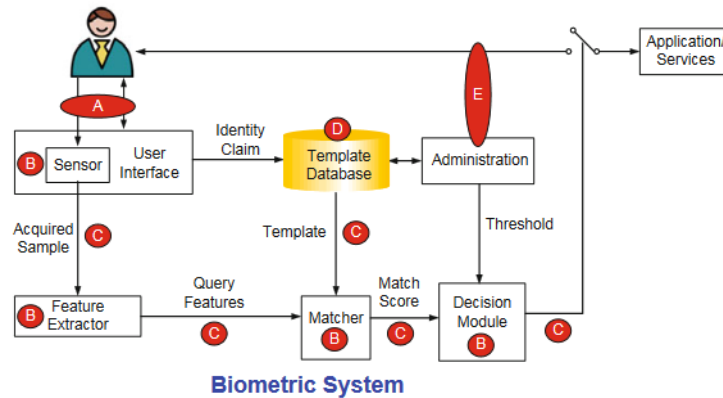 Application/
Services
A
E
B
Sensor
User
Interface
Identity
Claim
D
Template
Database
Administration
Acquired
Sample
C
Template
C
Threshold
B
Feature
Extractor
Query
Features
C
Matcher
B
Match
Score
C
Decision
Module
B
C
Biometric System